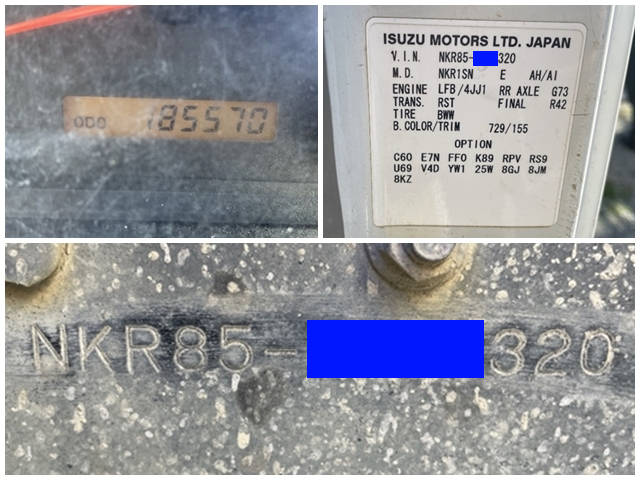 ODO 185570
ISUZU MOTORS LTD. JAPAN
V.I.N. NKR85- 320
M.D. NKR1SN E AH/AI
ENGINE LFB/4JJ1 RR AXLE G73
TRANS. RST FINAL R42
TIRE BWW
B.COLOR/TRIM 729/155
OPTION
C60 E7N FF0 K89 RPV RS9
U69 V4D YW1 25W 8GJ 8JM
8KZ
NKR85- 320